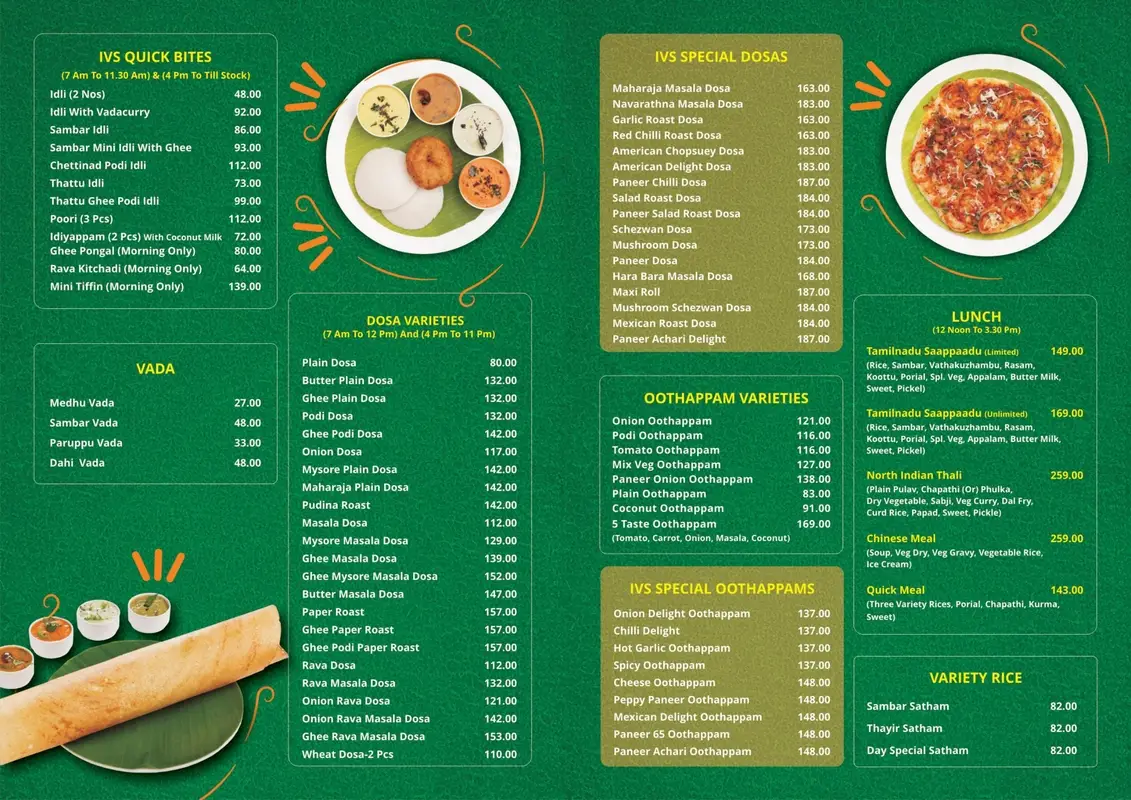 IVS QUICK BITES
(7 Am To 11.30 Am) & (4 Pm To Till Stock)
Idli (2 Nos) 48.00
Idli With Vadacurry 92.00
Sambar Idli 86.00
Sambar Mini Idli With Ghee 93.00
Chettinad Podi Idli 112.00
Thattu Idli 73.00
Thattu Ghee Podi Idli 99.00
Poori (3 Pcs) 112.00
Idiyappam (2 Pcs) With Coconut Milk 72.00
Ghee Pongal (Morning Only) 80.00
Rava Kitchadi (Morning Only) 64.00
Mini Tiffin (Morning Only) 139.00
VADA
Medhu Vada 27.00
Sambar Vada 48.00
Paruppu Vada 33.00
Dahi Vada 48.00
DOSA VARIETIES
(7 Am To 12 Pm) And (4 Pm To 11 Pm)
Plain Dosa 80.00
Butter Plain Dosa 132.00
Ghee Plain Dosa 132.00
Podi Dosa 132.00
Ghee Podi Dosa 142.00
Onion Dosa 117.00
Mysore Plain Dosa 142.00
Maharaja Plain Dosa 142.00
Pudina Roast 142.00
Masala Dosa 112.00
Mysore Masala Dosa 129.00
Ghee Masala Dosa 139.00
Ghee Mysore Masala Dosa 152.00
Butter Masala Dosa 147.00
Paper Roast 157.00
Ghee Paper Roast 157.00
Ghee Podi Paper Roast 157.00
Rava Dosa 112.00
Rava Masala Dosa 132.00
Onion Rava Dosa 121.00
Onion Rava Masala Dosa 142.00
Ghee Rava Masala Dosa 153.00
Wheat Dosa-2 Pcs 110.00
IVS SPECIAL DOSAS
Maharaja Masala Dosa 163.00
Navarathna Masala Dosa 183.00
Garlic Roast Dosa 163.00
Red Chilli Roast Dosa 163.00
American Chopsuey Dosa 183.00
American Delight Dosa 183.00
Paneer Chilli Dosa 187.00
Salad Roast Dosa 184.00
Paneer Salad Roast Dosa 184.00
Schezwan Dosa 173.00
Mushroom Dosa 173.00
Paneer Dosa 184.00
Hara Bara Masala Dosa 168.00
Maxi Roll 187.00
Mushroom Schezwan Dosa 184.00
Mexican Roast Dosa 184.00
Paneer Achari Delight 187.00
OOTHAPPAM VARIETIES
Onion Oothappam 121.00
Podi Oothappam 116.00
Tomato Oothappam 116.00
Mix Veg Oothappam 127.00
Paneer Onion Oothappam 138.00
Plain Oothappam 83.00
Coconut Oothappam 91.00
5 Taste Oothappam 169.00
(Tomato, Carrot, Onion, Masala, Coconut)
IVS SPECIAL OOTHAPPAMS
Onion Delight Oothappam 137.00
Chilli Delight 137.00
Hot Garlic Oothappam 137.00
Spicy Oothappam 137.00
Cheese Oothappam 148.00
Peppy Paneer Oothappam 148.00
Mexican Delight Oothappam 148.00
Paneer 65 Oothappam 148.00
Paneer Achari Oothappam 148.00
LUNCH
(12 Noon To 3.30 Pm)
Tamilnadu Saappaadu (Limited) 149.00
(Rice, Sambar, Vathakuzhambu, Rasam,
Koottu, Porial, Spl. Veg, Appalam, Butter Milk,
Sweet, Pickel)
Tamilnadu Saappaadu (Unlimited) 169.00
(Rice, Sambar, Vathakuzhambu, Rasam,
Koottu, Porial, Spl. Veg, Appalam, Butter Milk,
Sweet, Pickel)
North Indian Thali 259.00
(Plain Pulav, Chapathi (Or) Phulka,
Dry Vegetable, Sabji, Veg Curry, Dal Fry,
Curd Rice, Papad, Sweet, Pickle)
Chinese Meal 259.00
(Soup, Veg Dry, Veg Gravy, Vegetable Rice,
Ice Cream)
Quick Meal 143.00
(Three Variety Rices, Porial, Chapathi, Kurma,
Sweet)
VARIETY RICE
Sambar Satham 82.00
Thayir Satham 82.00
Day Special Satham 82.00